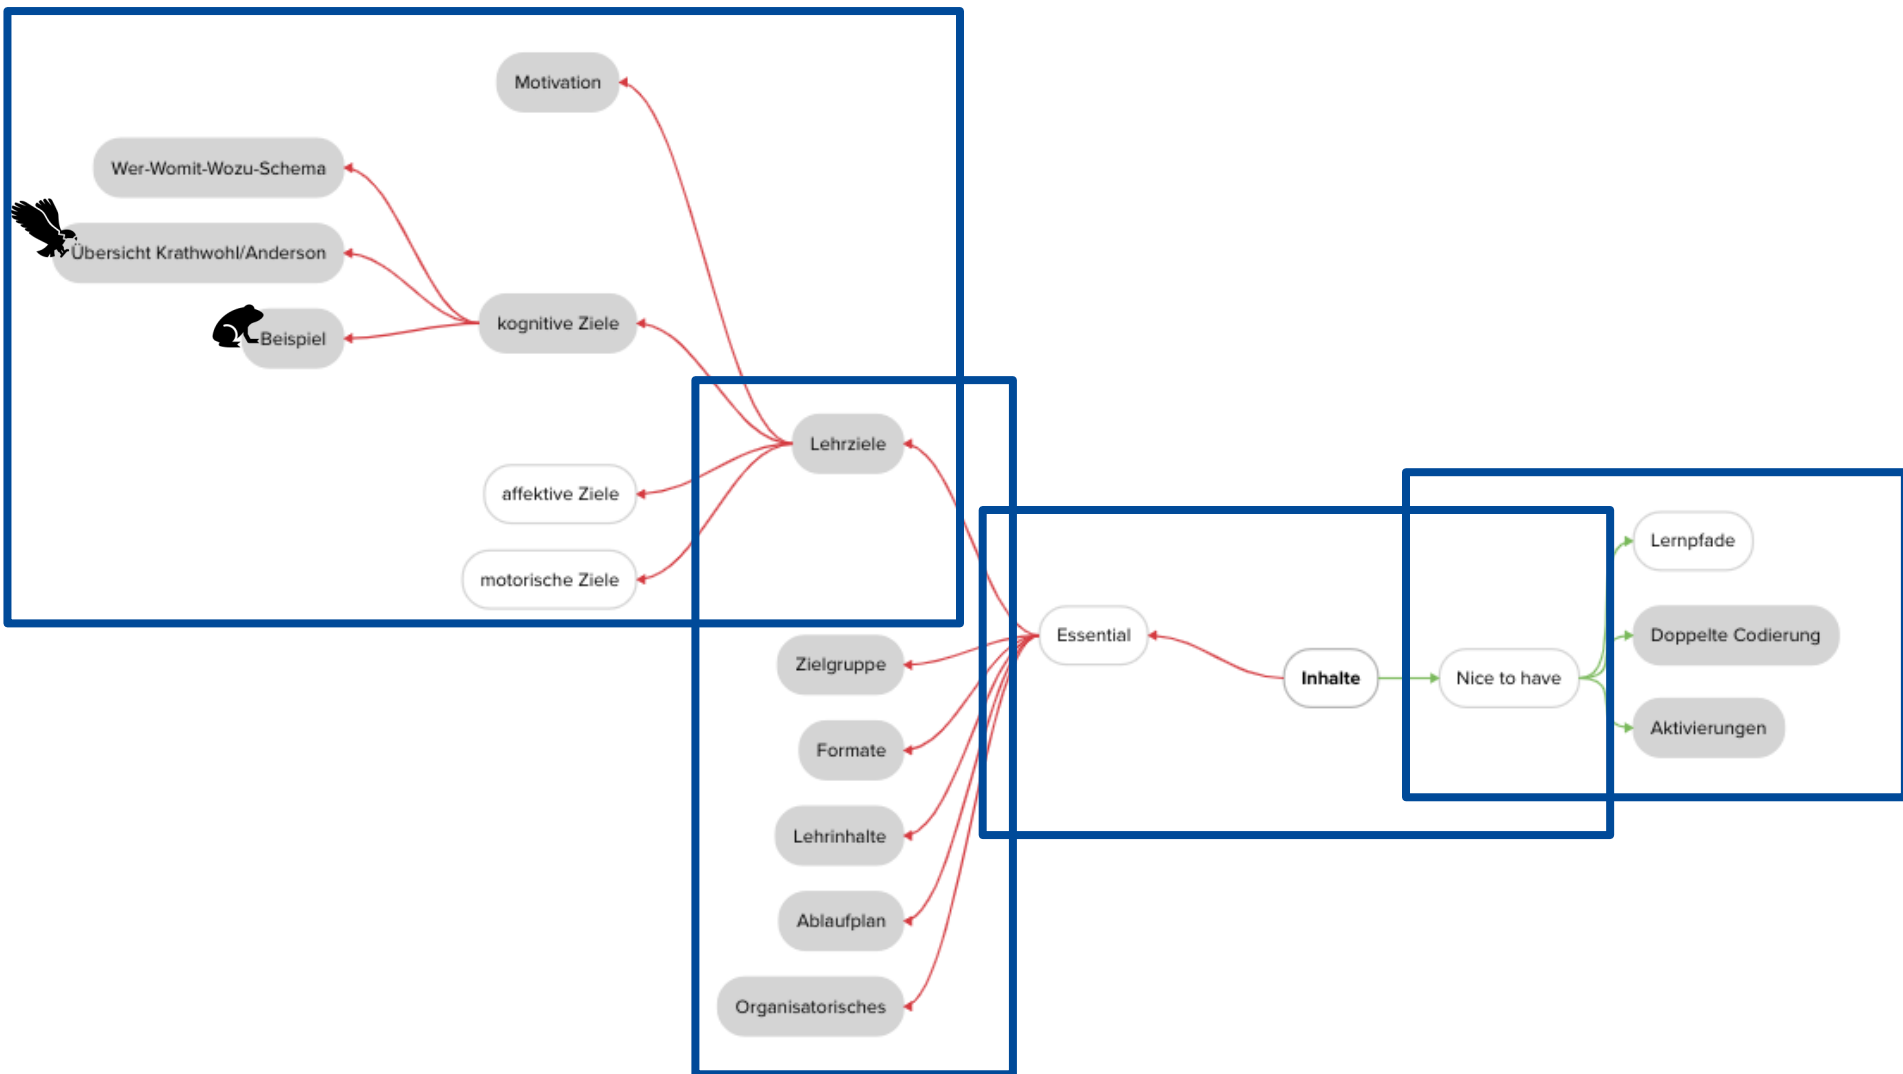 Motivation
Wer-Womit-Wozu-Schema
Übersicht Krathwohl/Anderson
Beispiel
kognitive Ziele
Lehrziele
affektive Ziele
motorische Ziele
Zielgruppe
Formate
Lehrinhalte
Ablaufplan
Organisatorisches
Essential
Inhalte
Nice to have
Lernpfade
Doppelte Codierung
Aktivierungen